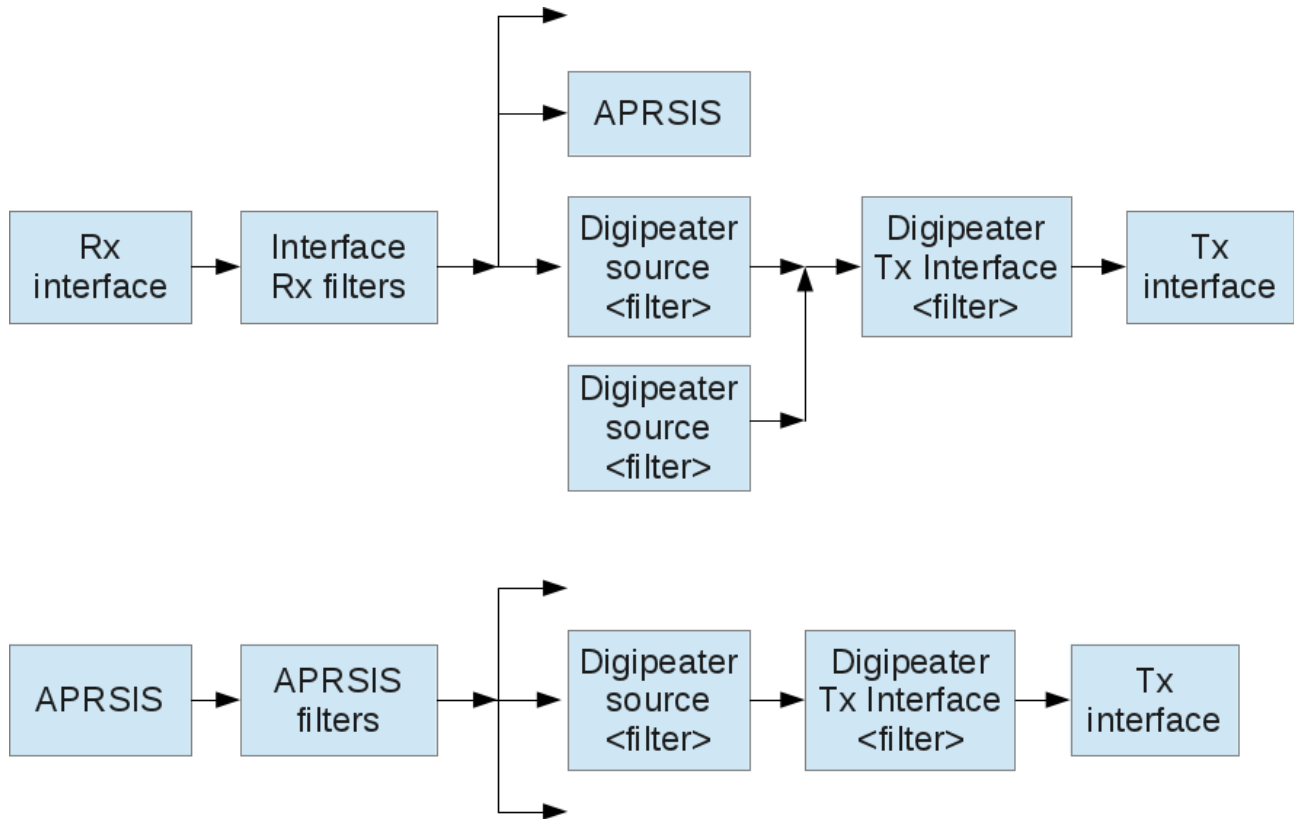 APRSIS
Rx
interface
Interface
Rx filters
Digipeater
source
<filter>
Digipeater
Tx Interface
<filter>
Tx
interface
Digipeater
source
<filter>
APRSIS
APRSIS
filters
Digipeater
source
<filter>
Digipeater
Tx Interface
<filter>
Tx
interface